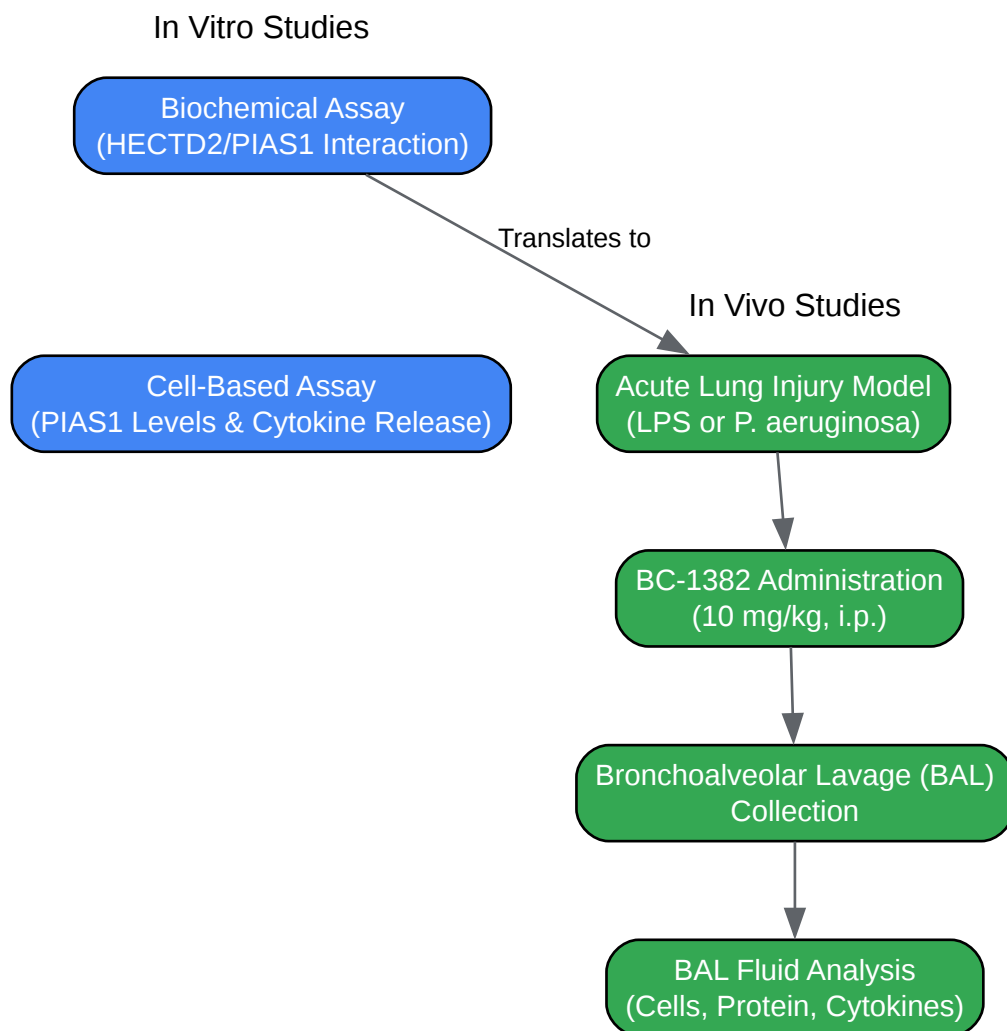 In Vitro Studies
Biochemical Assay
(HECTD2/PIAS1 Interaction)
Translates to
In Vivo Studies
Cell-Based Assay
(PIAS1 Levels & Cytokine Release)
Acute Lung Injury Model
(LPS or P. aeruginosa)
BC-1382 Administration
(10 mg/kg, i.p.)
Bronchoalveolar Lavage (BAL)
Collection
BAL Fluid Analysis
(Cells, Protein, Cytokines)